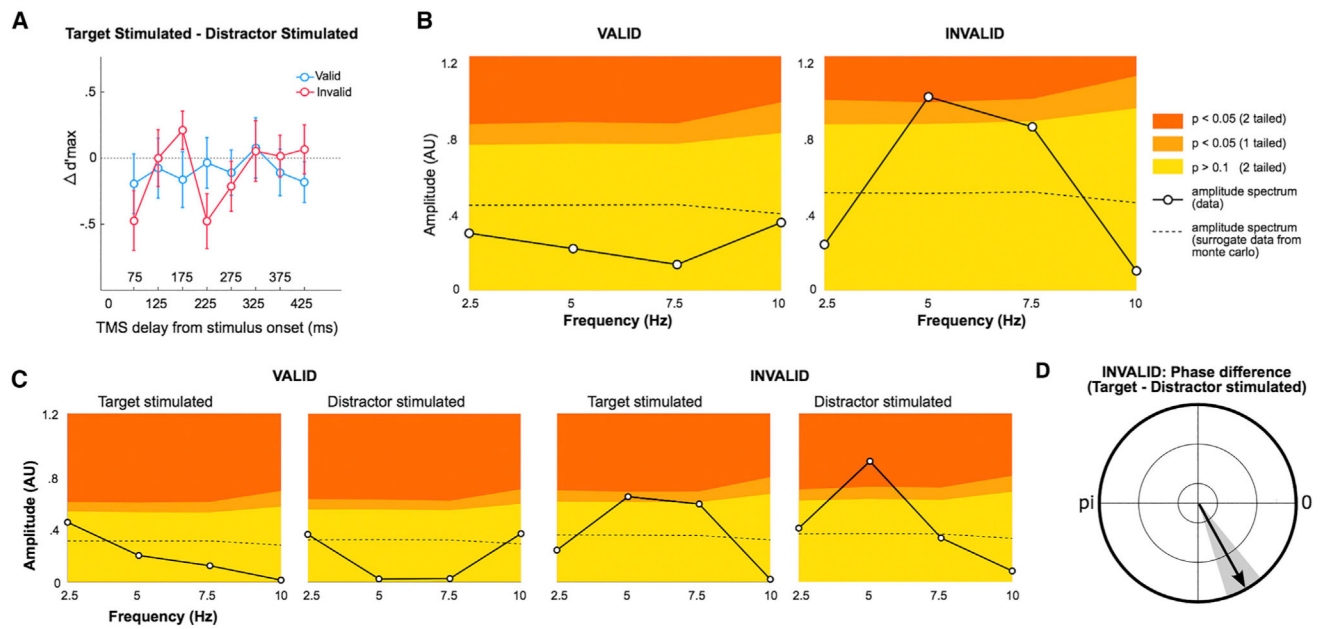 A
Target Stimulated - Distractor Stimulated
Valid
Invalid
.5
0
-.5
Δ d'max
75
175
275
375
0
125
225
325
425
TMS delay from stimulus onset (ms)
B
VALID
INVALID
1.2
.8
.4
0
Amplitude (AU)
2.5
5
7.5
10
Frequency (Hz)
1.2
.8
.4
0
2.5
5
7.5
10
Frequency (Hz)
p < 0.05 (2 tailed)
p < 0.05 (1 tailed)
p > 0.1 (2 tailed)
amplitude spectrum
(data)
amplitude spectrum
(surrogate data from
monte carlo)
C
VALID
INVALID
Target stimulated
Distractor stimulated
Target stimulated
Distractor stimulated
1.2
.8
.4
0
Amplitude (AU)
2.5
5
7.5
10
2.5
5
7.5
10
2.5
5
7.5
10
2.5
5
7.5
10
Frequency (Hz)
D
INVALID: Phase difference
(Target - Distractor stimulated)
pi
0